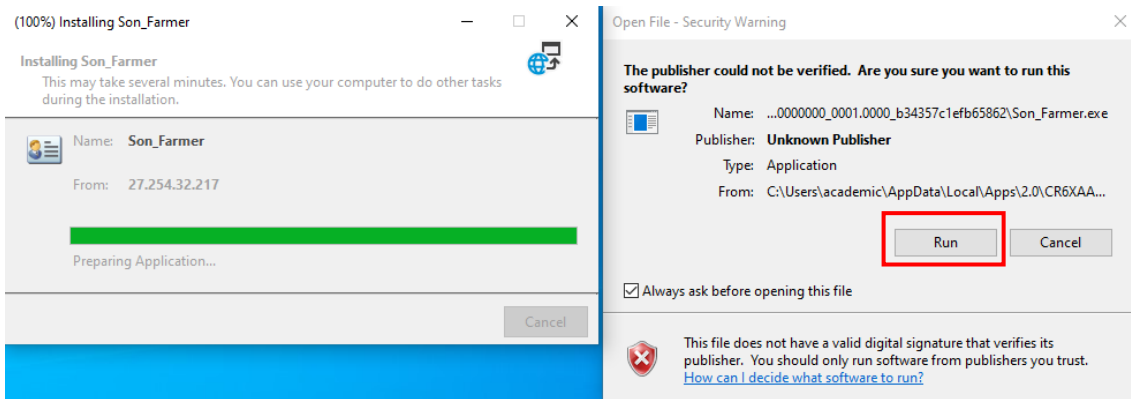 (100%) Installing Son_Farmer
Installing Son_Farmer
This may take several minutes. You can use your computer to do other tasks
during the installation.
Name: Son_Farmer
From: 27.254.32.217
Preparing Application...
Cancel
Open File - Security Warning
The publisher could not be verified. Are you sure you want to run this
software?
Name: ...0000000_0001.0000_b34357c1efb65862\Son_Farmer.exe
Publisher: Unknown Publisher
Type: Application
From: C:\Users\academic\AppData\Local\Apps\2.0\CR6XAA...
Run Cancel
Always ask before opening this file
This file does not have a valid digital signature that verifies its
publisher. You should only run software from publishers you trust.
How can I decide what software to run?